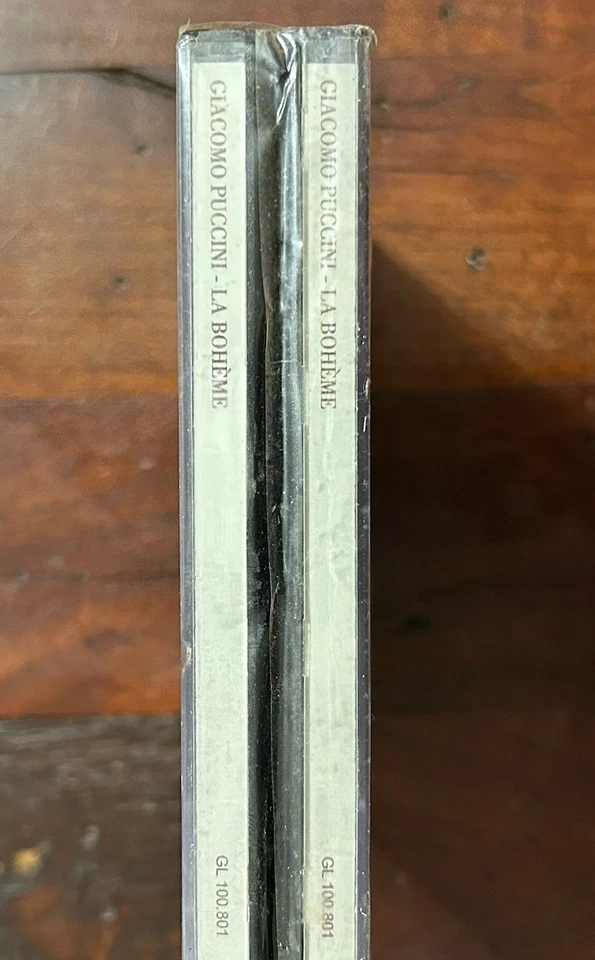 GIACOMO PUCCINI - LA BOHÈME
GL 100.801
GIACOMO PUCCINI - LA BOHÈME
GL 100.801